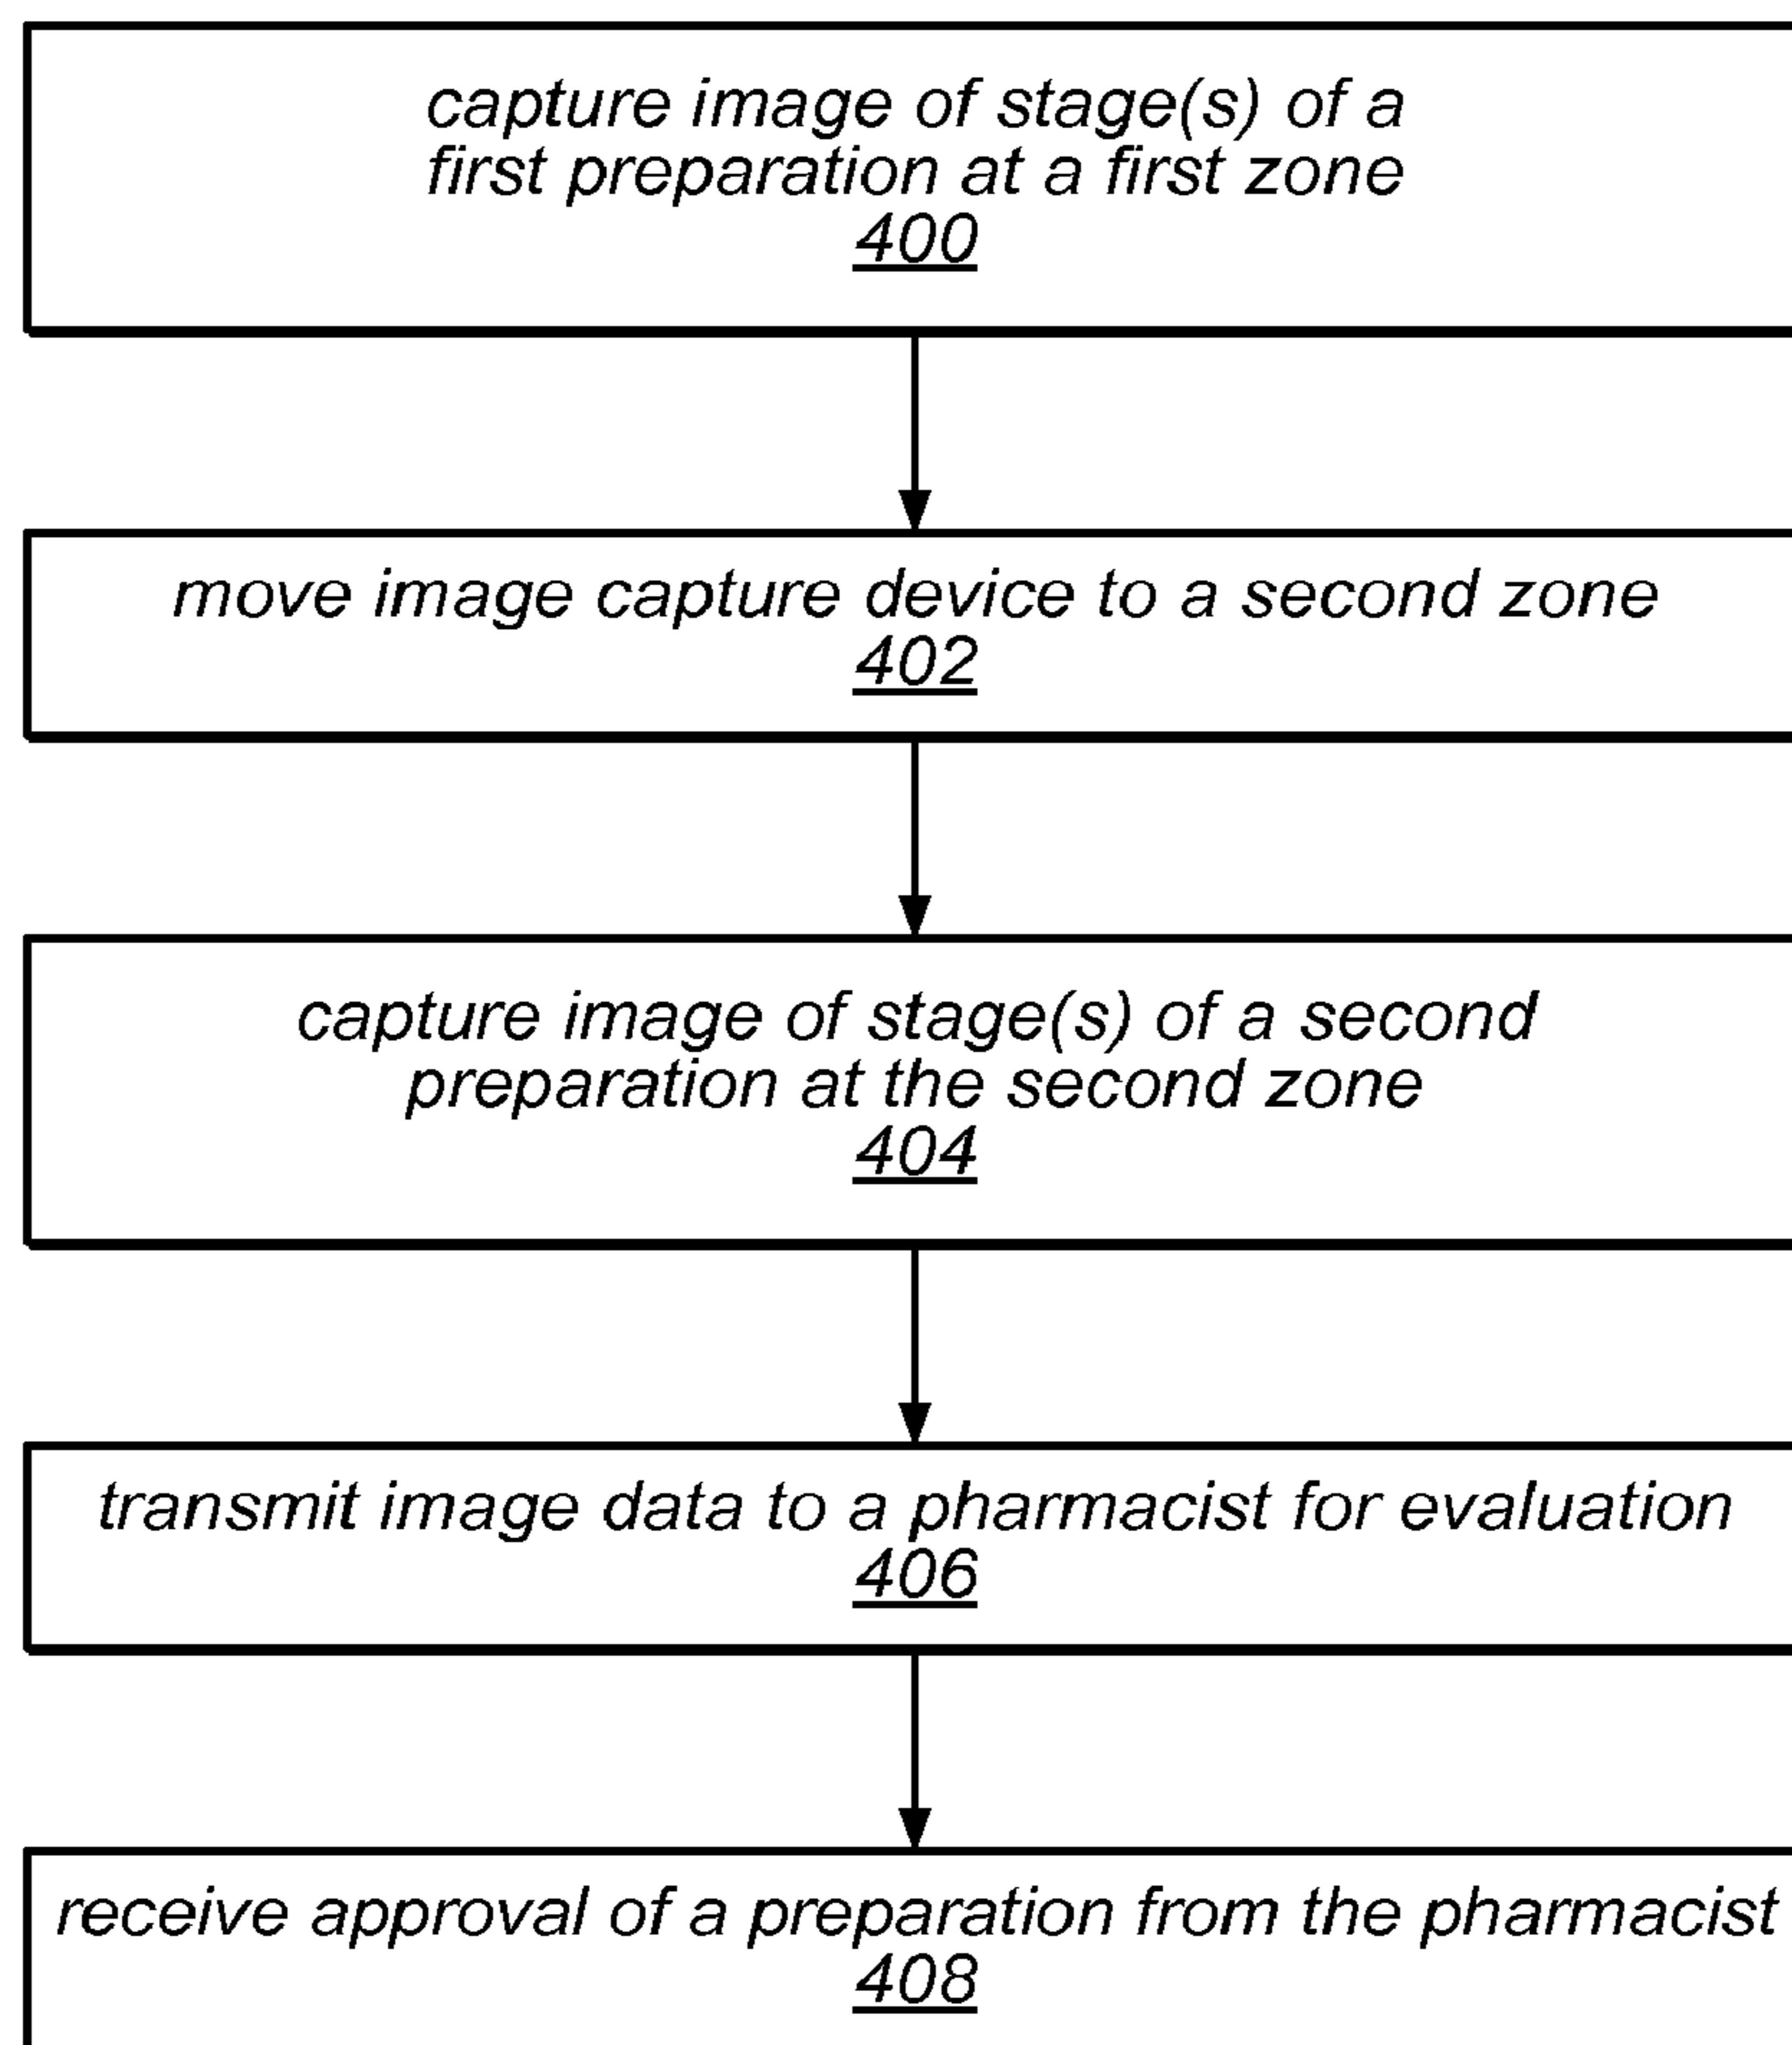 capture image of stage(s) of a
first preparation at a first zone
400
move image capture device to a second zone
402
capture image of stage(s) of a second
preparation at the second zone
404
transmit image data to a pharmacist for evaluation
406
receive approval of a preparation from the pharmacist
408